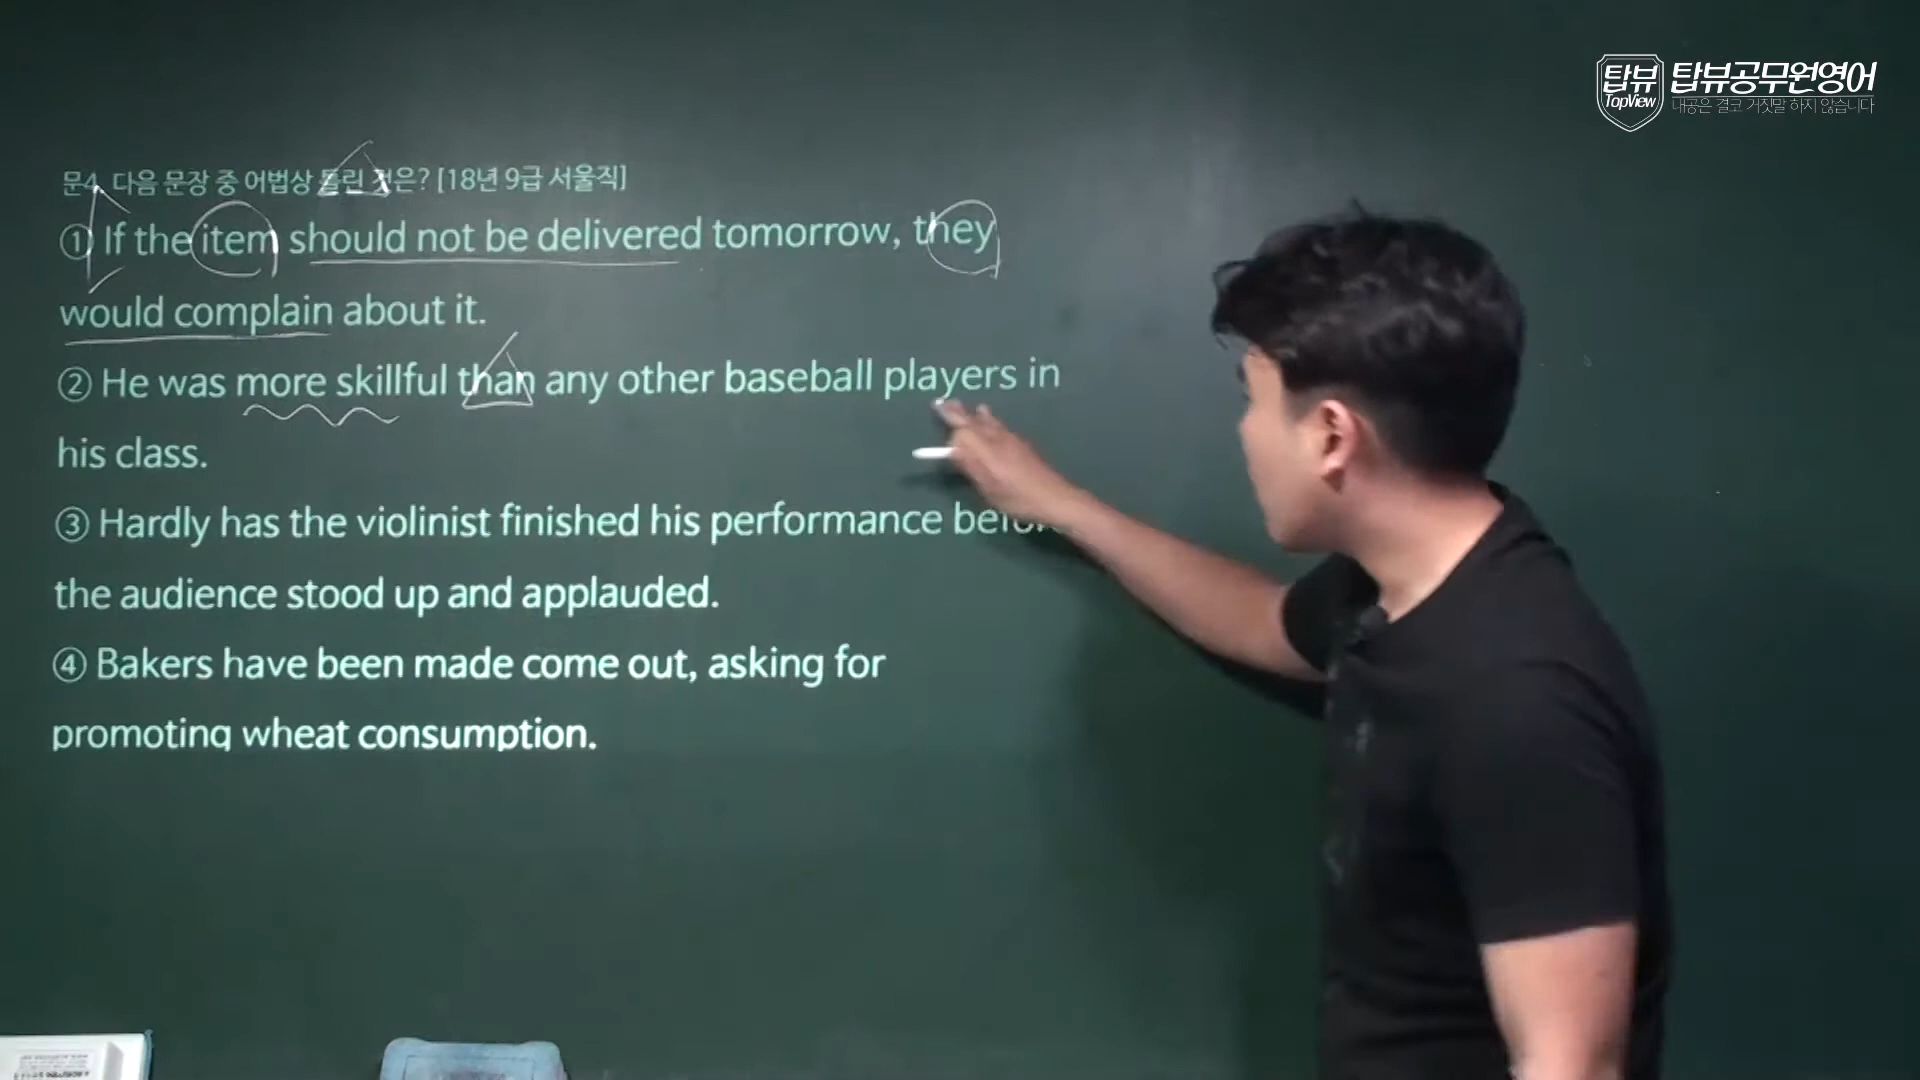 탑뷰
TopView
탑뷰공무원영어
내공은 결코 거짓말 하지 않습니다
문4. 다음 문장 중 어법상 틀린 것은? [18년 9급 서울직]
① If the item should not be delivered tomorrow, they
would complain about it.
② He was more skillful than any other baseball players in
his class.
③ Hardly has the violinist finished his performance before
the audience stood up and applauded.
④ Bakers have been made come out, asking for
promoting wheat consumption.